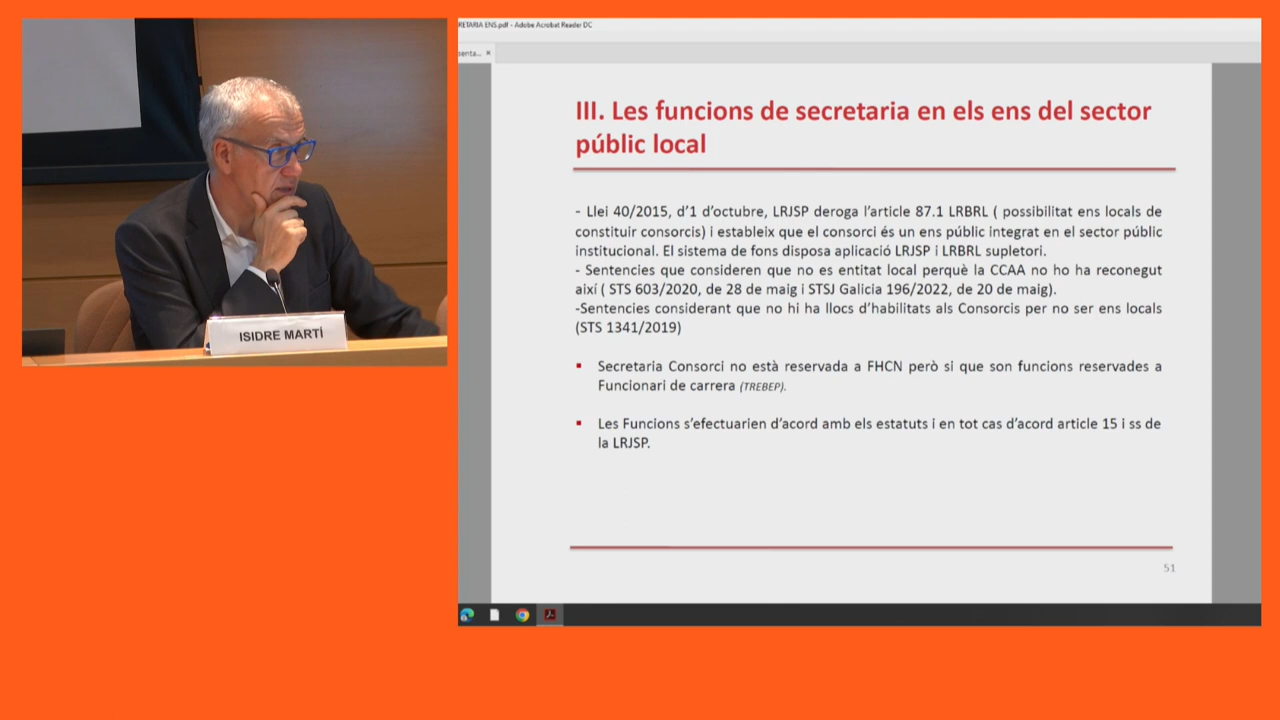 RETARIA ENS.pdf - Adobe Acrobat Reader DC
senta... ×
III. Les funcions de secretaria en els ens del sector
públic local
- Llei 40/2015, d'1 d'octubre, LRJSP deroga l'article 87.1 LRBRL ( possibilitat ens locals de
constituir consorcis) i estableix que el consorci és un ens públic integrat en el sector públic
institucional. El sistema de fons disposa aplicació LRJSP i LRBRL supletori.
- Sentencies que consideren que no es entitat local perquè la CCAA no ho ha reconegut
així ( STS 603/2020, de 28 de maig i STSJ Galicia 196/2022, de 20 de maig).
-Sentencies considerant que no hi ha llocs d'habilitats als Consorcis per no ser ens locals
(STS 1341/2019)
▪ Secretaria Consorci no està reservada a FHCN però si que son funcions reservades a
Funcionari de carrera (TREBEP).
▪ Les Funcions s'efectuarien d'acord amb els estatuts i en tot cas d'acord article 15 i ss de
la LRJSP.
51
ISIDRE MARTÍ